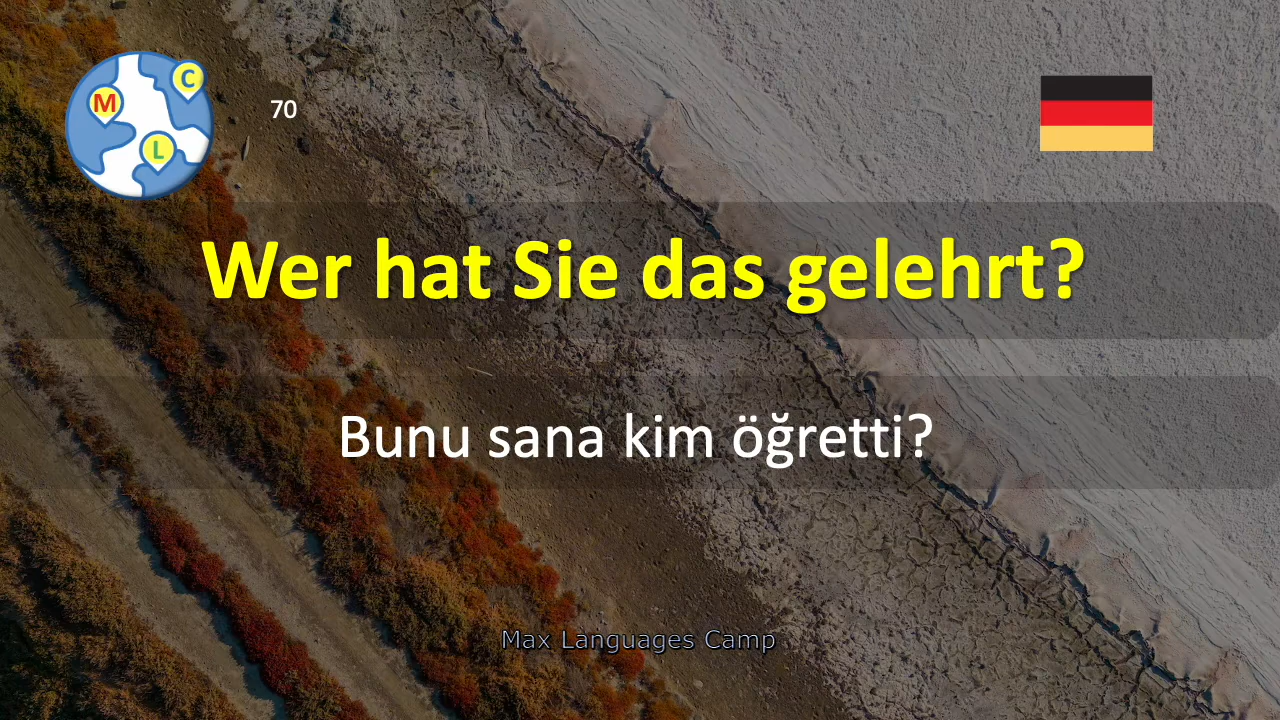 M
C
L
70
Wer hat Sie das gelehrt?
Bunu sana kim öğretti?
Max Languages Camp